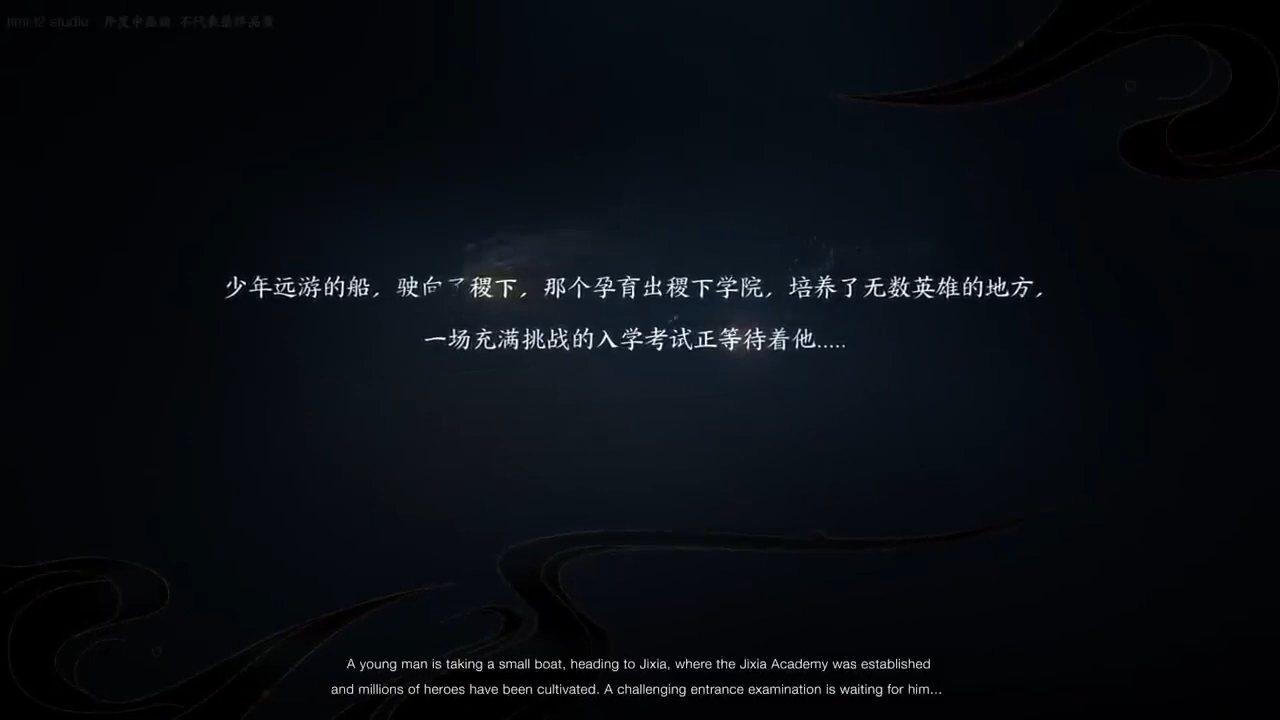 少年远游的船，驶向了稷下，那个孕育出稷下学院，培养了无数英雄的地方，
一场充满挑战的入学考试正等待着他.....
A young man is taking a small boat, heading to Jixia, where the Jixia Academy was established
and millions of heroes have been cultivated. A challenging entrance examination is waiting for him...